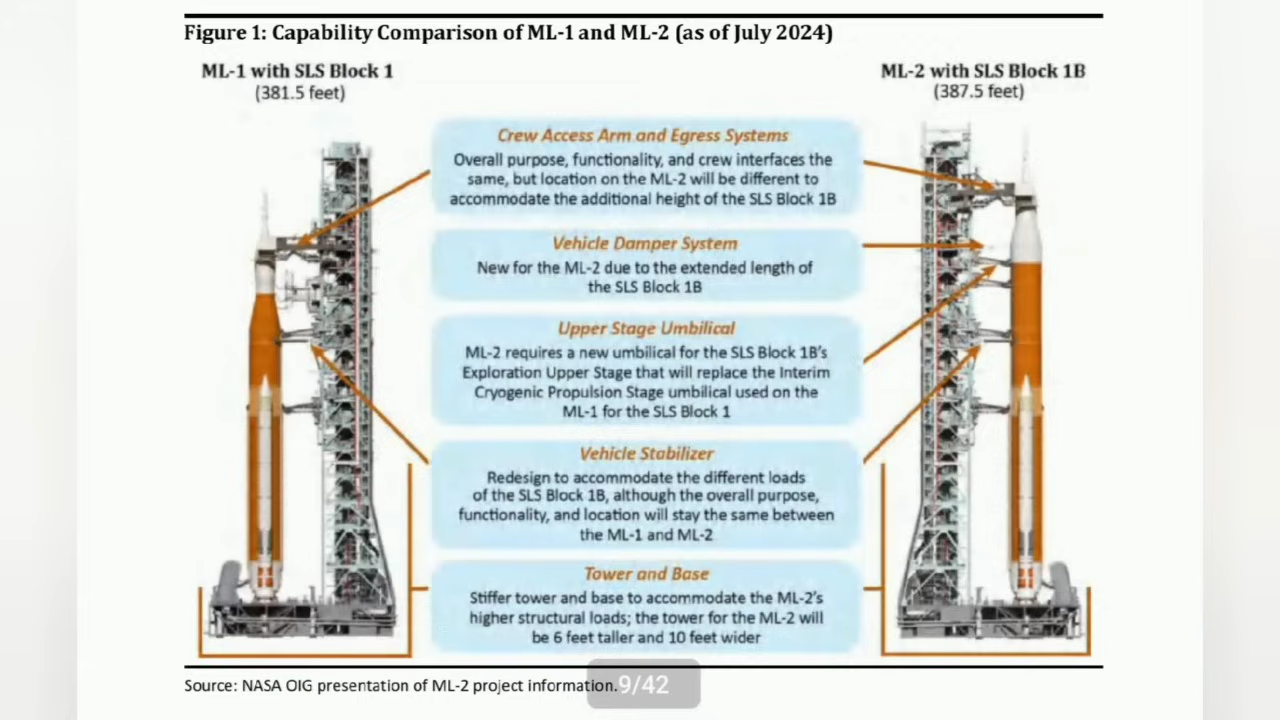 Figure 1: Capability Comparison of ML-1 and ML-2 (as of July 2024)
ML-1 with SLS Block 1
(381.5 feet)
ML-2 with SLS Block 1B
(387.5 feet)
Crew Access Arm and Egress Systems
Overall purpose, functionality, and crew interfaces the
same, but location on the ML-2 will be different to
accommodate the additional height of the SLS Block 1B
Vehicle Damper System
New for the ML-2 due to the extended length of
the SLS Block 1B
Upper Stage Umbilical
ML-2 requires a new umbilical for the SLS Block 1B's
Exploration Upper Stage that will replace the Interim
Cryogenic Propulsion Stage umbilical used on the
ML-1 for the SLS Block 1
Vehicle Stabilizer
Redesign to accommodate the different loads
of the SLS Block 1B, although the overall purpose,
functionality, and location will stay the same between
the ML-1 and ML-2
Tower and Base
Stiffer tower and base to accommodate the ML-2's
higher structural loads; the tower for the ML-2 will
be 6 feet taller and 10 feet wider
Source: NASA OIG presentation of ML-2 project information.
9/42